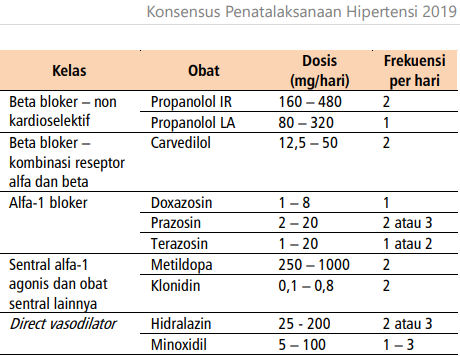 Konsensus Penatalaksanaan Hipertensi 2019
Kelas Obat Dosis (mg/hari) Frekuensi per hari
Beta bloker – non kardioselektif Propanolol IR 160 – 480 2
Propanolol LA 80 – 320 1
Beta bloker – kombinasi reseptor alfa dan beta Carvedilol 12,5 – 50 2
Alfa-1 bloker Doxazosin 1 – 8 1
Prazosin 2 – 20 2 atau 3
Terazosin 1 – 20 1 atau 2
Sentral alfa-1 agonis dan obat sentral lainnya Metildopa 250 – 1000 2
Klonidin 0,1 – 0,8 2
Direct vasodilator Hidralazin 25 - 200 2 atau 3
Minoxidil 5 – 100 1 – 3